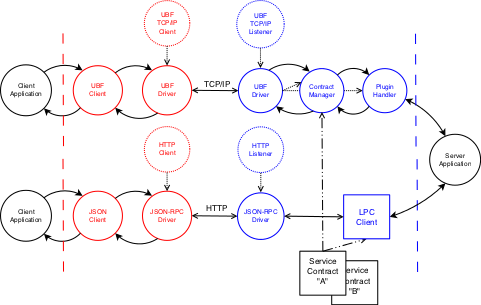 UBF
TCP/IP
Client
UBF
TCP/IP
Listener
Client
Application
UBF
Client
UBF
Driver
TCP/IP
UBF
Driver
Contract
Manager
Plugin
Handler
HTTP
Client
HTTP
Listener
Server
Application
Client
Application
JSON
Client
JSON-RPC
Driver
HTTP
JSON-RPC
Driver
LPC
Client
Service
Contract
"A"
Service
Contract
"B"